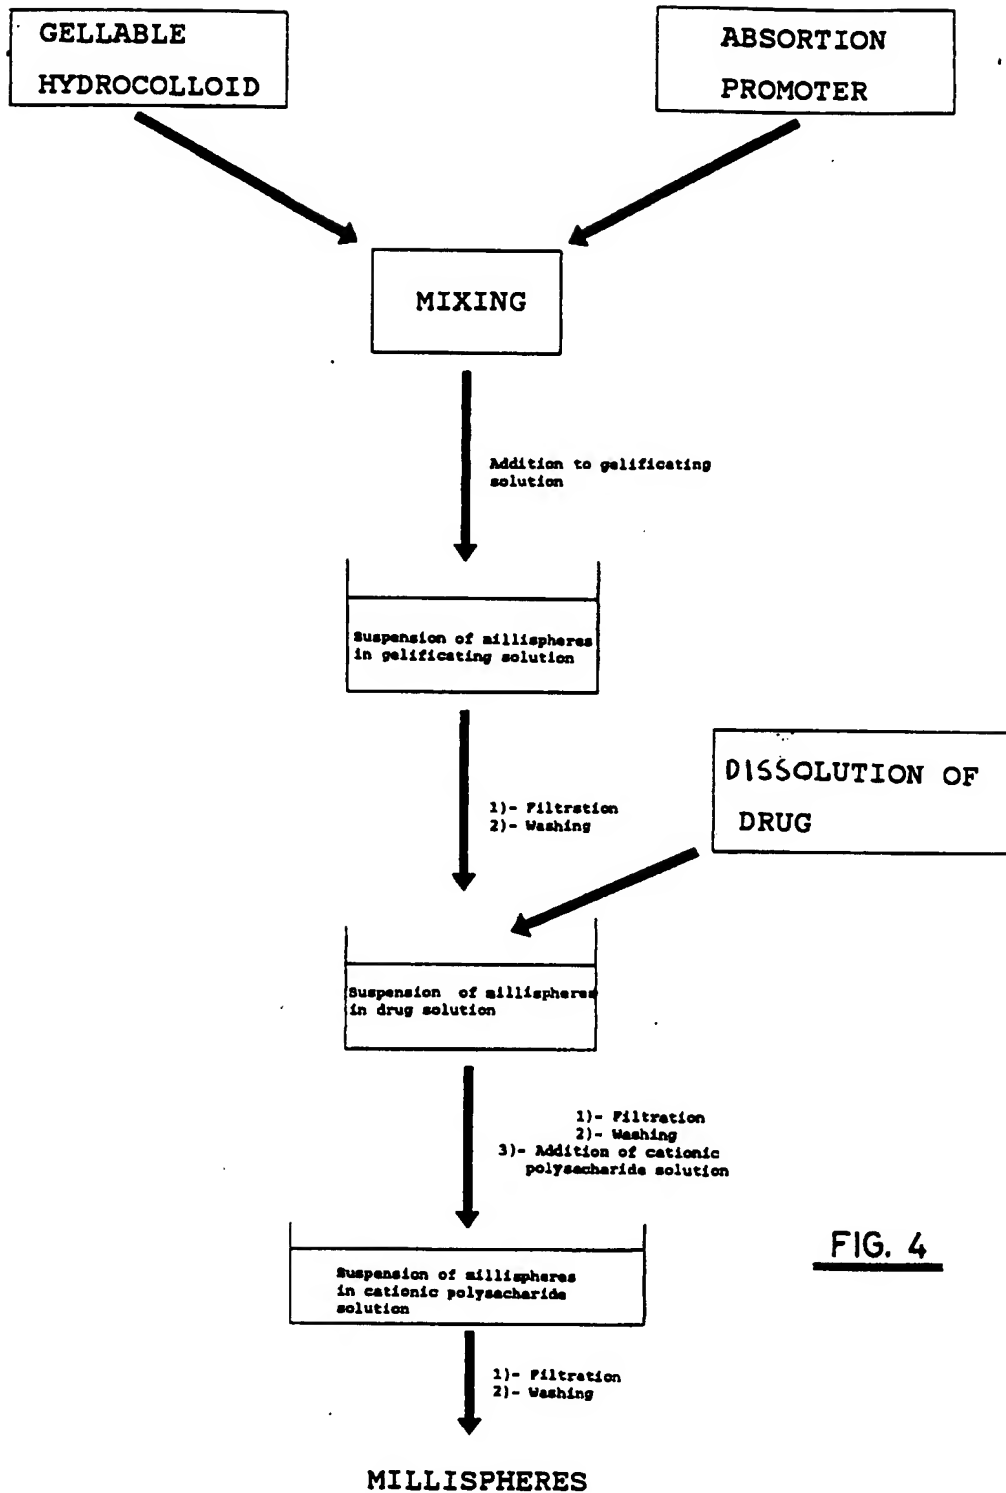 GELLABLE
HYDROCOLLOID
ABSORTION
PROMOTER
MIXING
Addition to gelificating
solution
Suspension of millispheres
in gelificating solution
1)- Filtration
2)- Washing
DISSOLUTION OF
DRUG
Suspension of millispheres
in drug solution
1)- Filtration
2)- Washing
3)- Addition of cationic
polysacharide solution
Suspension of millispheres
in cationic polysacharide
solution
FIG. 4
1)- Filtration
2)- Washing
MILLISPHERES